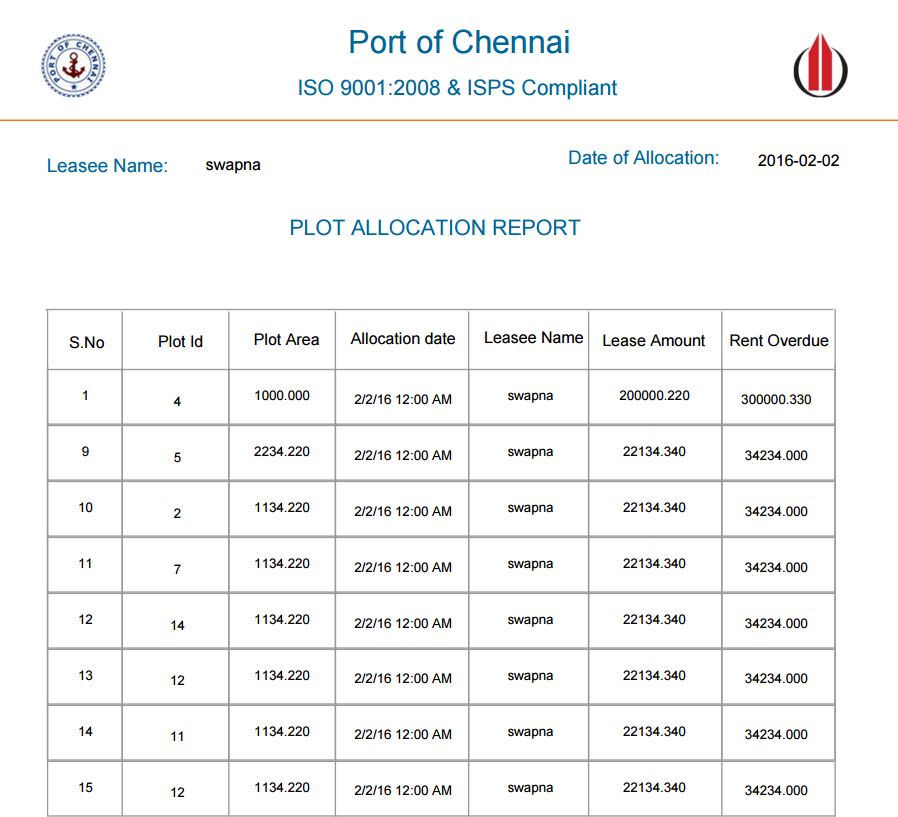 PORT OF CHENNAI
Port of Chennai
ISO 9001:2008 & ISPS Compliant
Leasee Name: swapna Date of Allocation: 2016-02-02
PLOT ALLOCATION REPORT
S.No Plot Id Plot Area Allocation date Leasee Name Lease Amount Rent Overdue
1 4 1000.000 2/2/16 12:00 AM swapna 200000.220 300000.330
9 5 2234.220 2/2/16 12:00 AM swapna 22134.340 34234.000
10 2 1134.220 2/2/16 12:00 AM swapna 22134.340 34234.000
11 7 1134.220 2/2/16 12:00 AM swapna 22134.340 34234.000
12 14 1134.220 2/2/16 12:00 AM swapna 22134.340 34234.000
13 12 1134.220 2/2/16 12:00 AM swapna 22134.340 34234.000
14 11 1134.220 2/2/16 12:00 AM swapna 22134.340 34234.000
15 12 1134.220 2/2/16 12:00 AM swapna 22134.340 34234.000